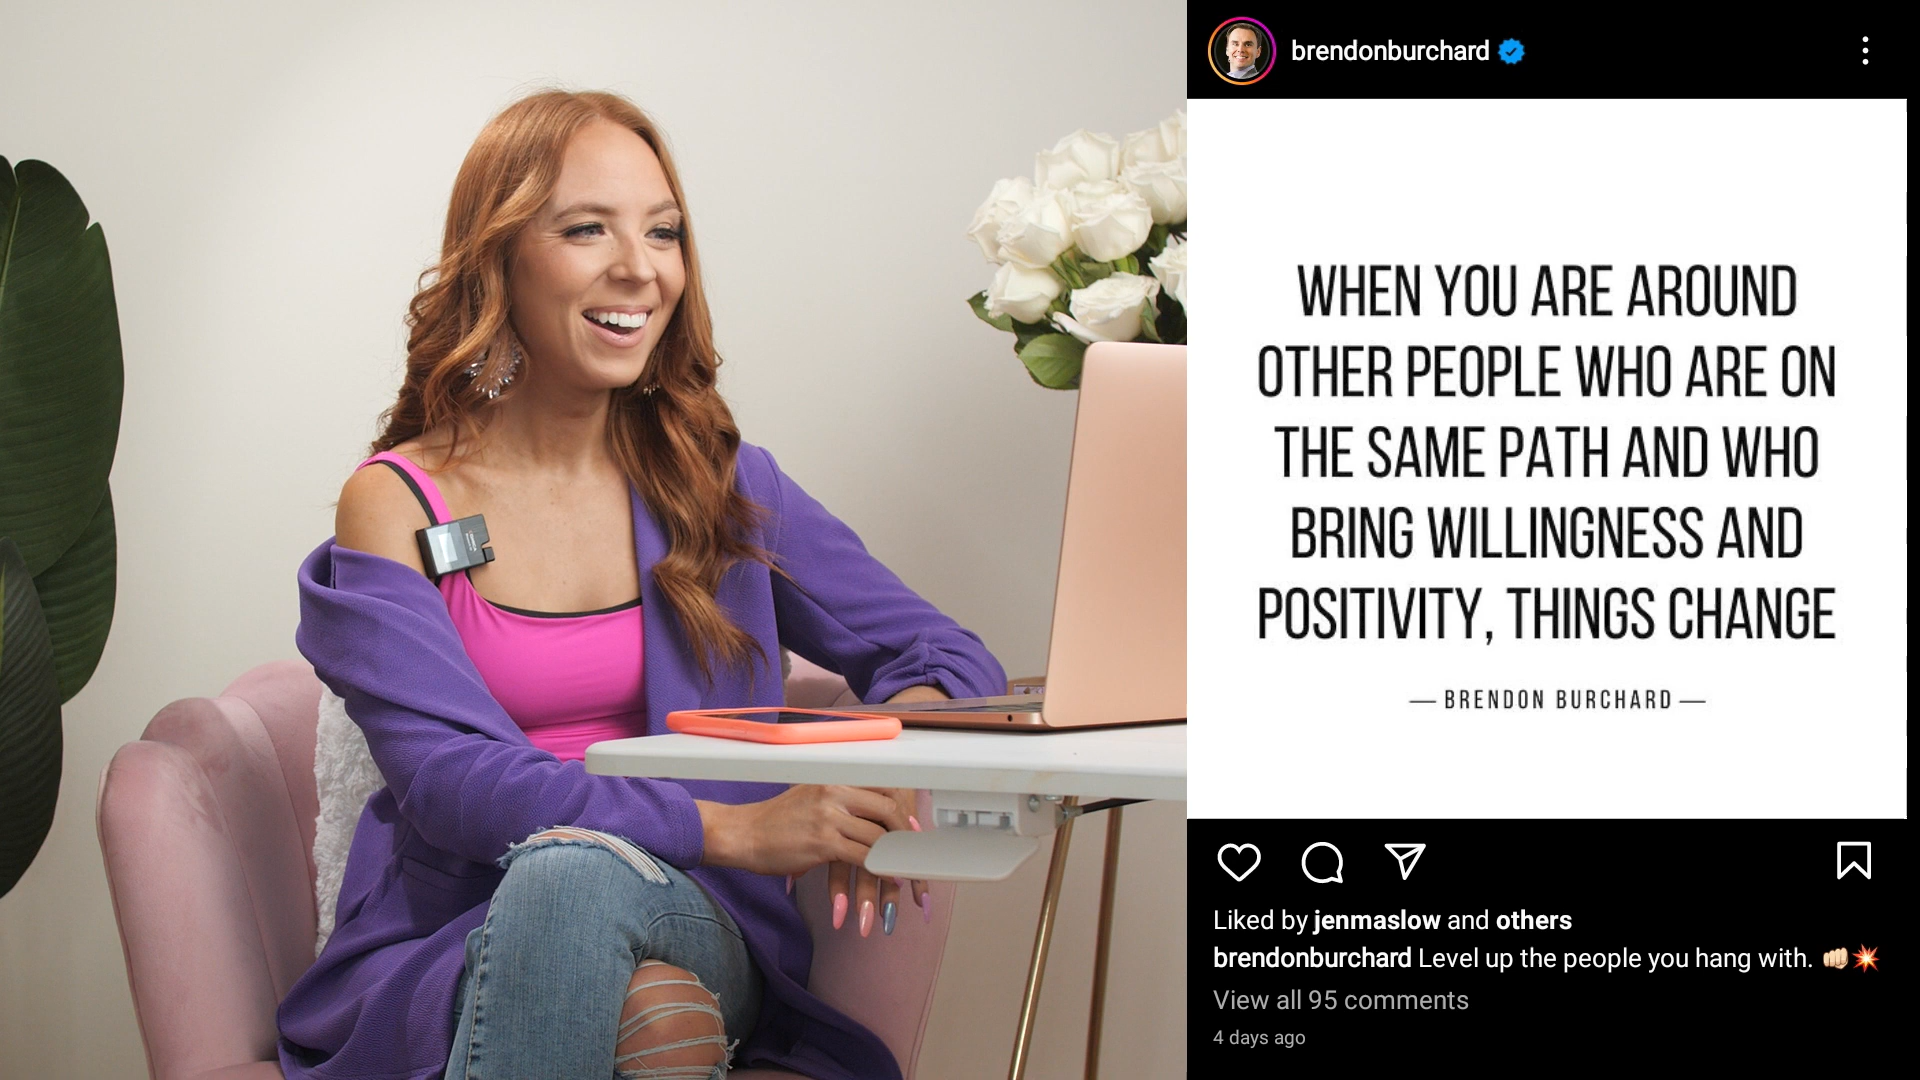 brendonburchard
WHEN YOU ARE AROUND
OTHER PEOPLE WHO ARE ON
THE SAME PATH AND WHO
BRING WILLINGNESS AND
POSITIVITY, THINGS CHANGE
— BRENDON BURCHARD —
Liked by jenmaslow and others
brendonburchard Level up the people you hang with. 👊🏻💥
View all 95 comments
4 days ago